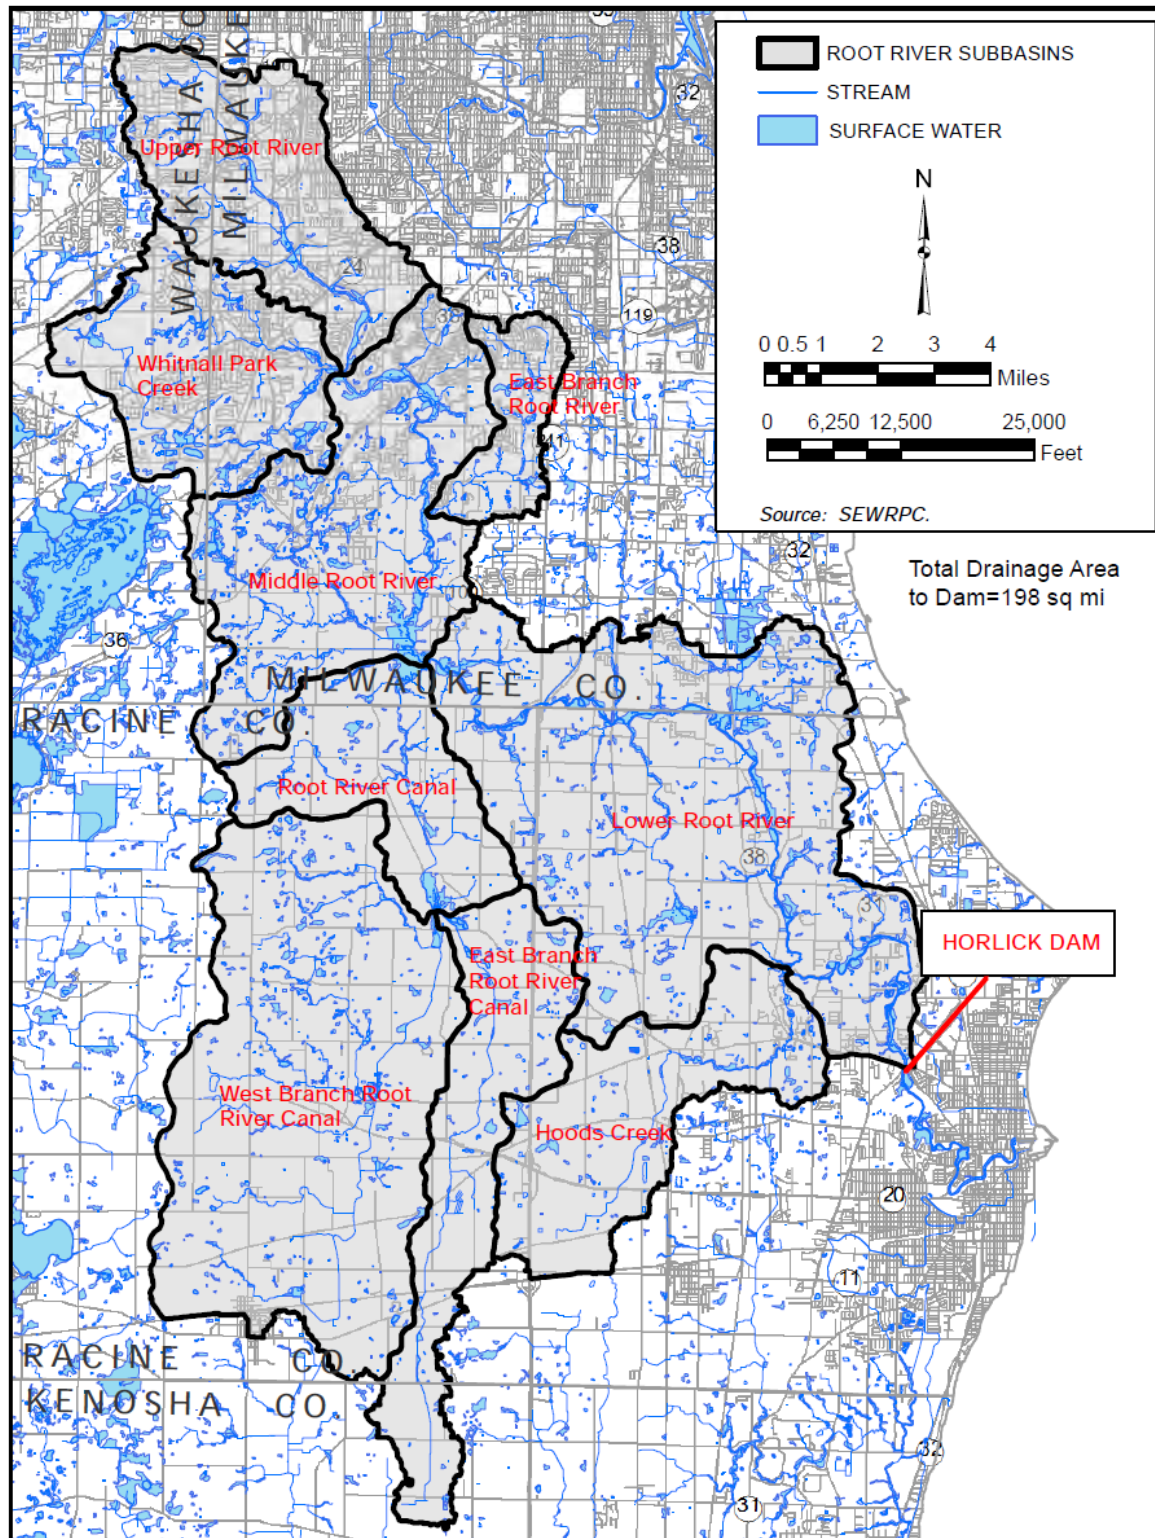 WAUKESHA CO
MILWAUKE
ROOT RIVER SUBBASINS
STREAM
SURFACE WATER
N
0 0.5 1 2 3 4
Miles
0 6,250 12,500 25,000
Feet
Source: SEWRPC.
32
Upper Root River
38
24
119
Whitnall Park
Creek
East Branch
Root River
241
32
Total Drainage Area
to Dam=198 sq mi
Middle Root River
36
MILWAUKEE CO.
RACINE CO.
Root River Canal
Lower Root River
38
31
HORLICK DAM
East Branch
Root River
Canal
West Branch Root
River Canal
Hoods Creek
20
11
RACINE CO.
KENOSHA CO
32
31